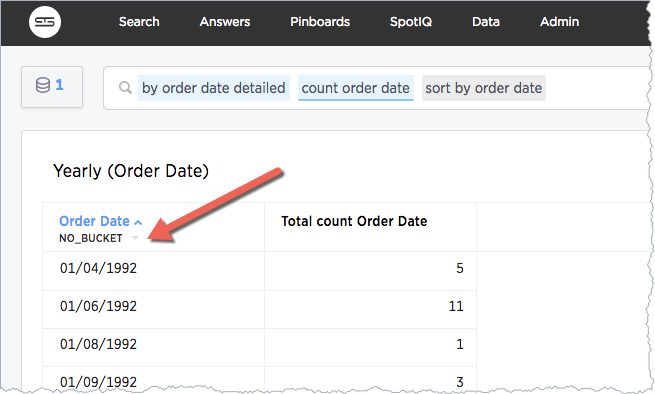 Search Answers Pinboards SpotIQ Data Admin
1 by order date detailed count order date sort by order date
Yearly (Order Date)
Order Date Total count Order Date
NO_BUCKET
01/04/1992 5
01/06/1992 11
01/08/1992 1
01/09/1992 3